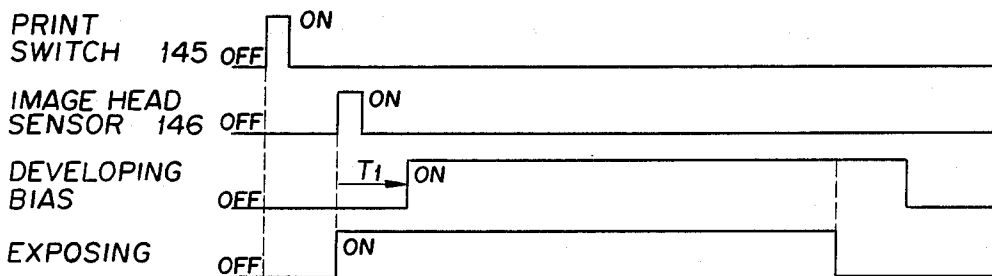 PRINT
SWITCH 145 OFF ON
IMAGE HEAD
SENSOR 146 OFF ON
DEVELOPING
BIAS OFF T1 ON
EXPOSING OFF ON